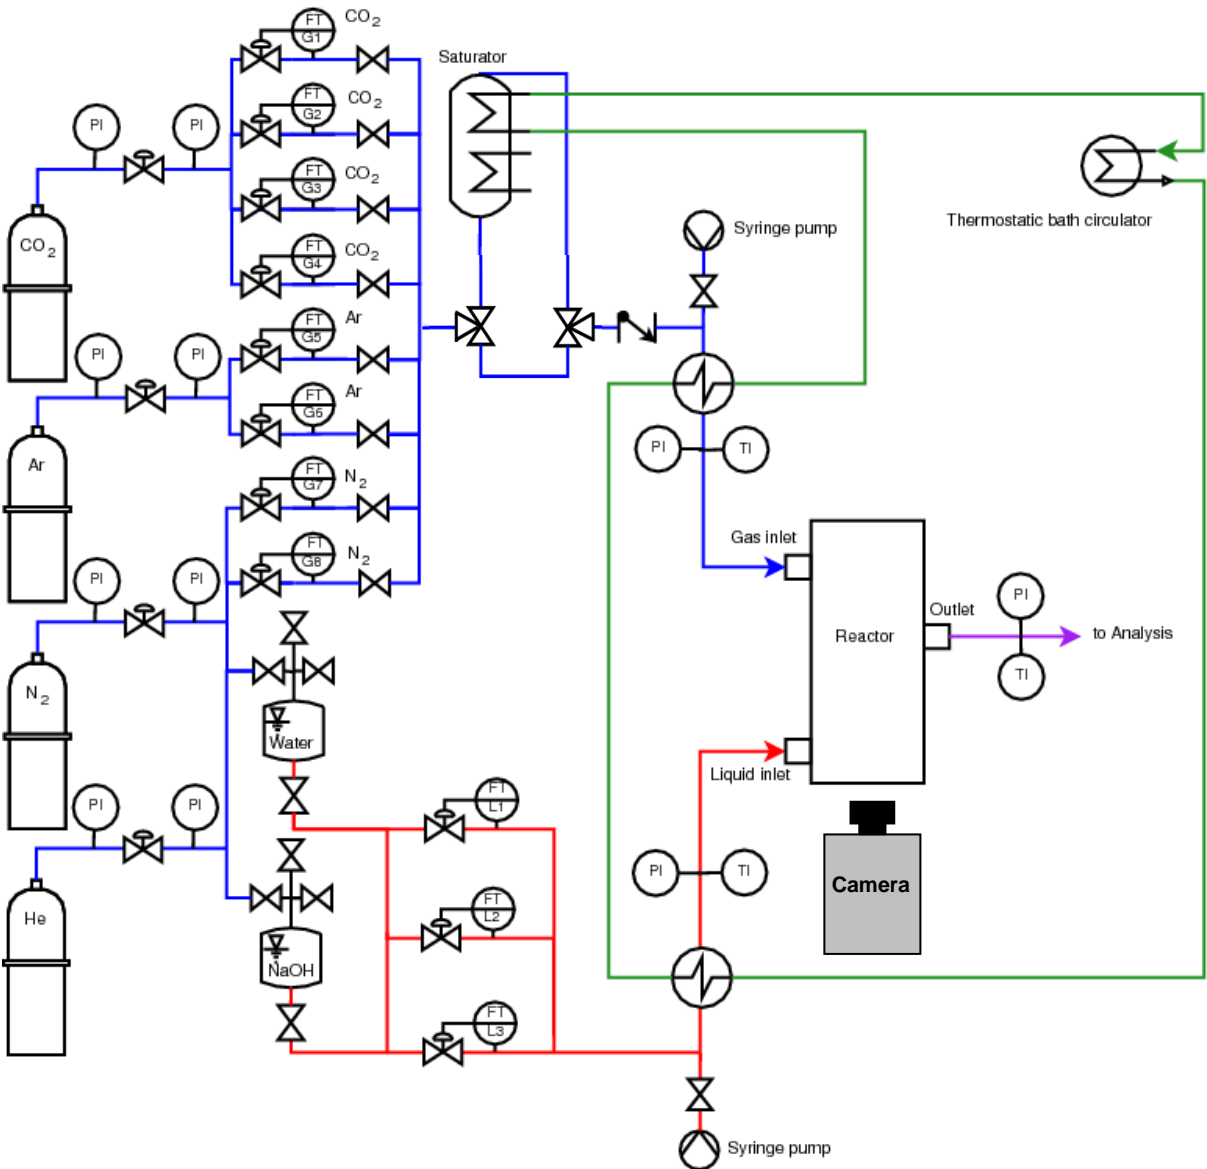 FT
G1
CO2
FT
G2
CO2
FT
G3
CO2
FT
G4
CO2
FT
G5
Ar
FT
G6
Ar
FT
G7
N2
FT
G8
N2
PI
PI
CO2
PI
PI
Ar
PI
PI
N2
PI
PI
He
Saturator
Syringe pump
Thermostatic bath circulator
PI
TI
Gas inlet
Reactor
Outlet
PI
to Analysis
TI
Liquid inlet
Water
NaOH
FT
L1
FT
L2
FT
L3
PI
TI
Camera
Syringe pump